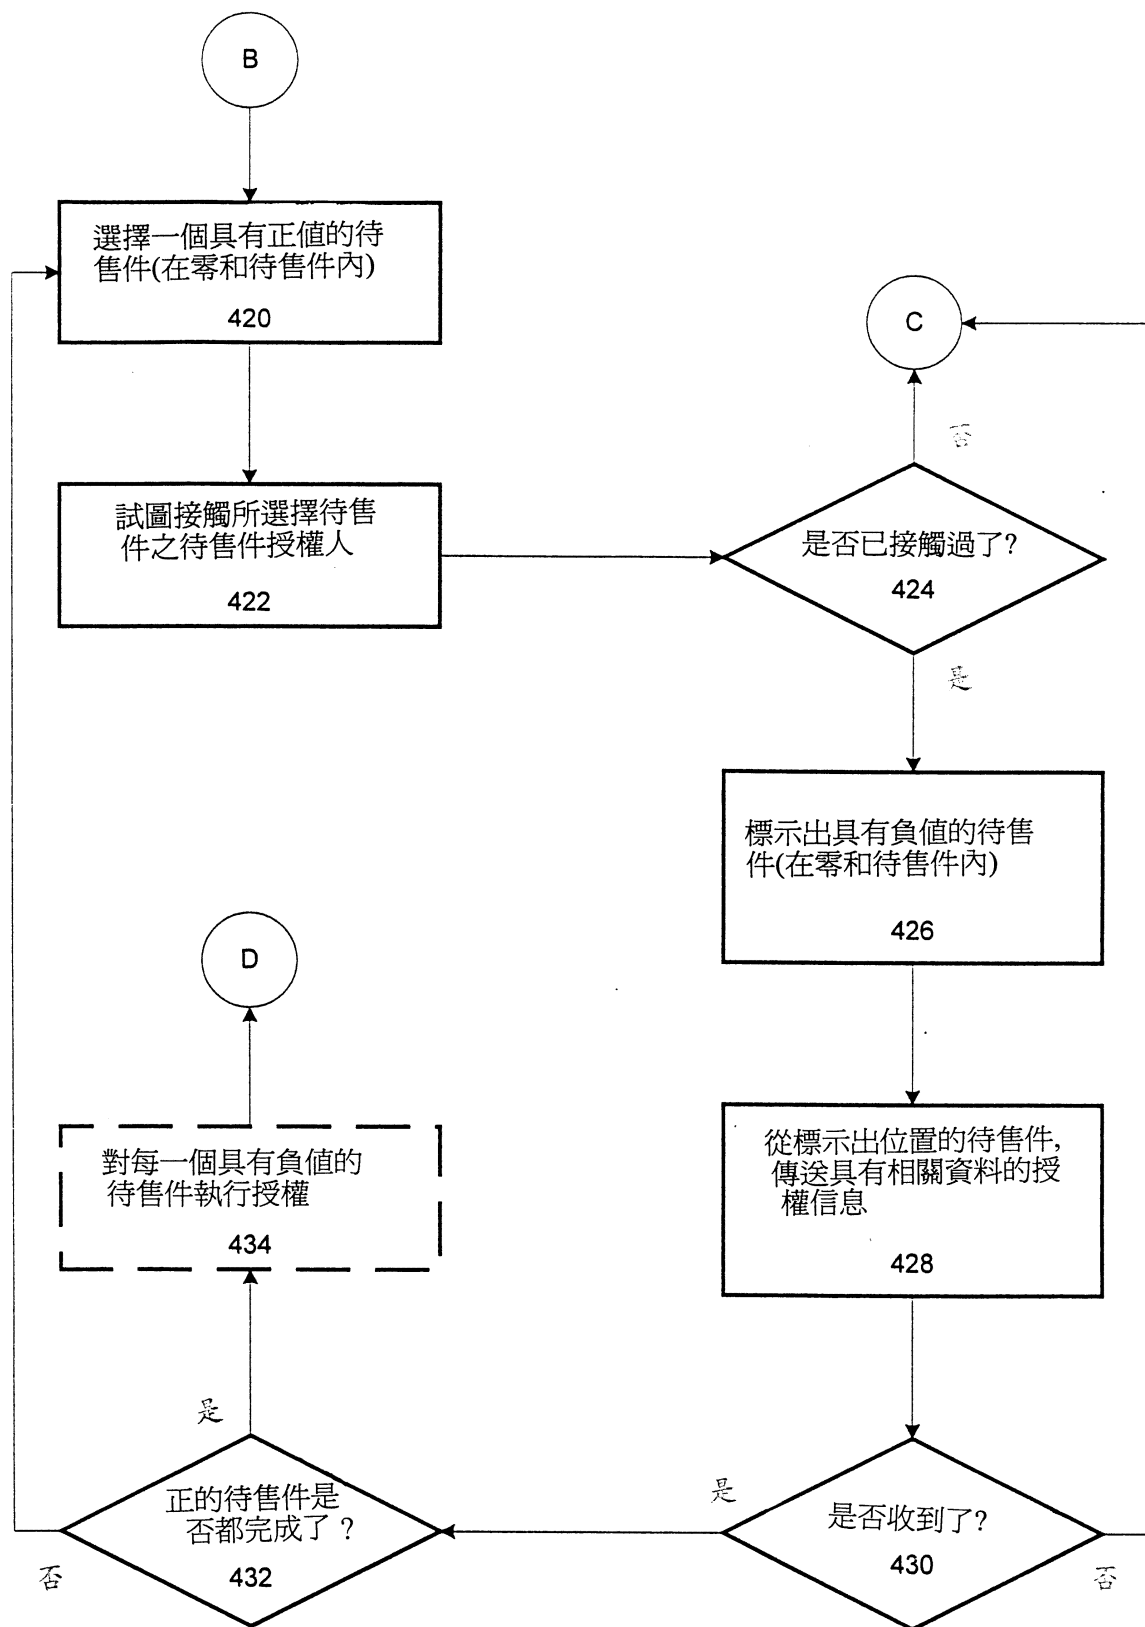 B
選擇一個具有正值的待
售件(在零和待售件內)
420
試圖接觸所選擇待售
件之待售件授權人
422
C
否
是否已接觸過了?
424
是
標示出具有負值的待售
件(在零和待售件內)
426
從標示出位置的待售件,
傳送具有相關資料的授
權信息
428
是否收到了?
430
否
是
正的待售件是
否都完成了?
432
否
是
對每一個具有負值的
待售件執行授權
434
D